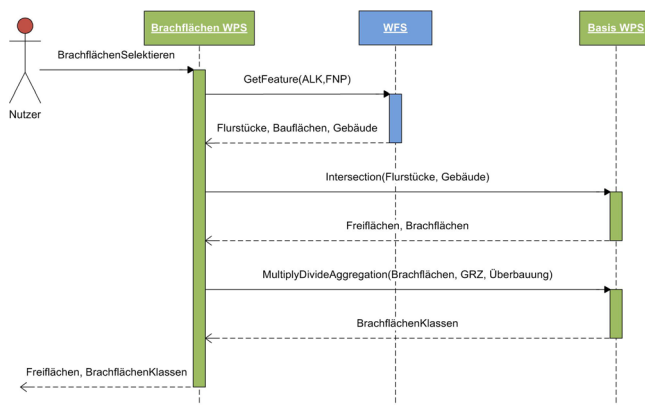 Brachflächen WPS
WFS
Basis WPS
BrachflächenSelektieren
GetFeature(ALK,FNP)
Nutzer
Flurstücke, Bauflächen, Gebäude
Intersection(Flurstücke, Gebäude)
Freiflächen, Brachflächen
MultiplyDivideAggregation(Brachflächen, GRZ, Überbauung)
BrachflächenKlassen
Freiflächen, BrachflächenKlassen